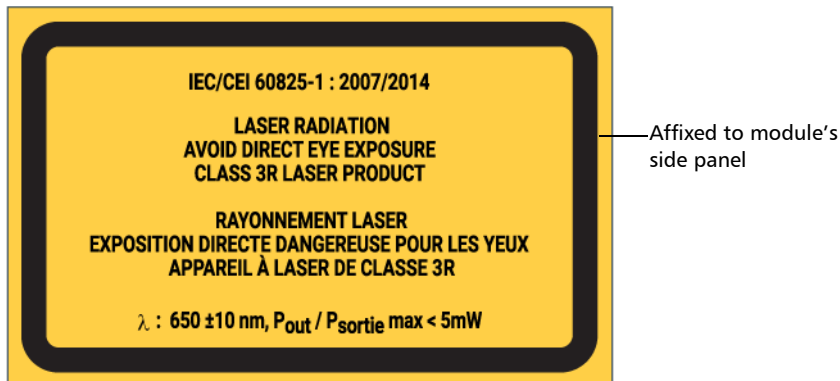 IEC/CEI 60825-1 : 2007/2014
LASER RADIATION
AVOID DIRECT EYE EXPOSURE
CLASS 3R LASER PRODUCT
RAYONNEMENT LASER
EXPOSITION DIRECTE DANGEREUSE POUR LES YEUX
APPAREIL À LASER DE CLASSE 3R
λ : 650 ±10 nm, Pout / Psortie max < 5mW
Affixed to module's
side panel